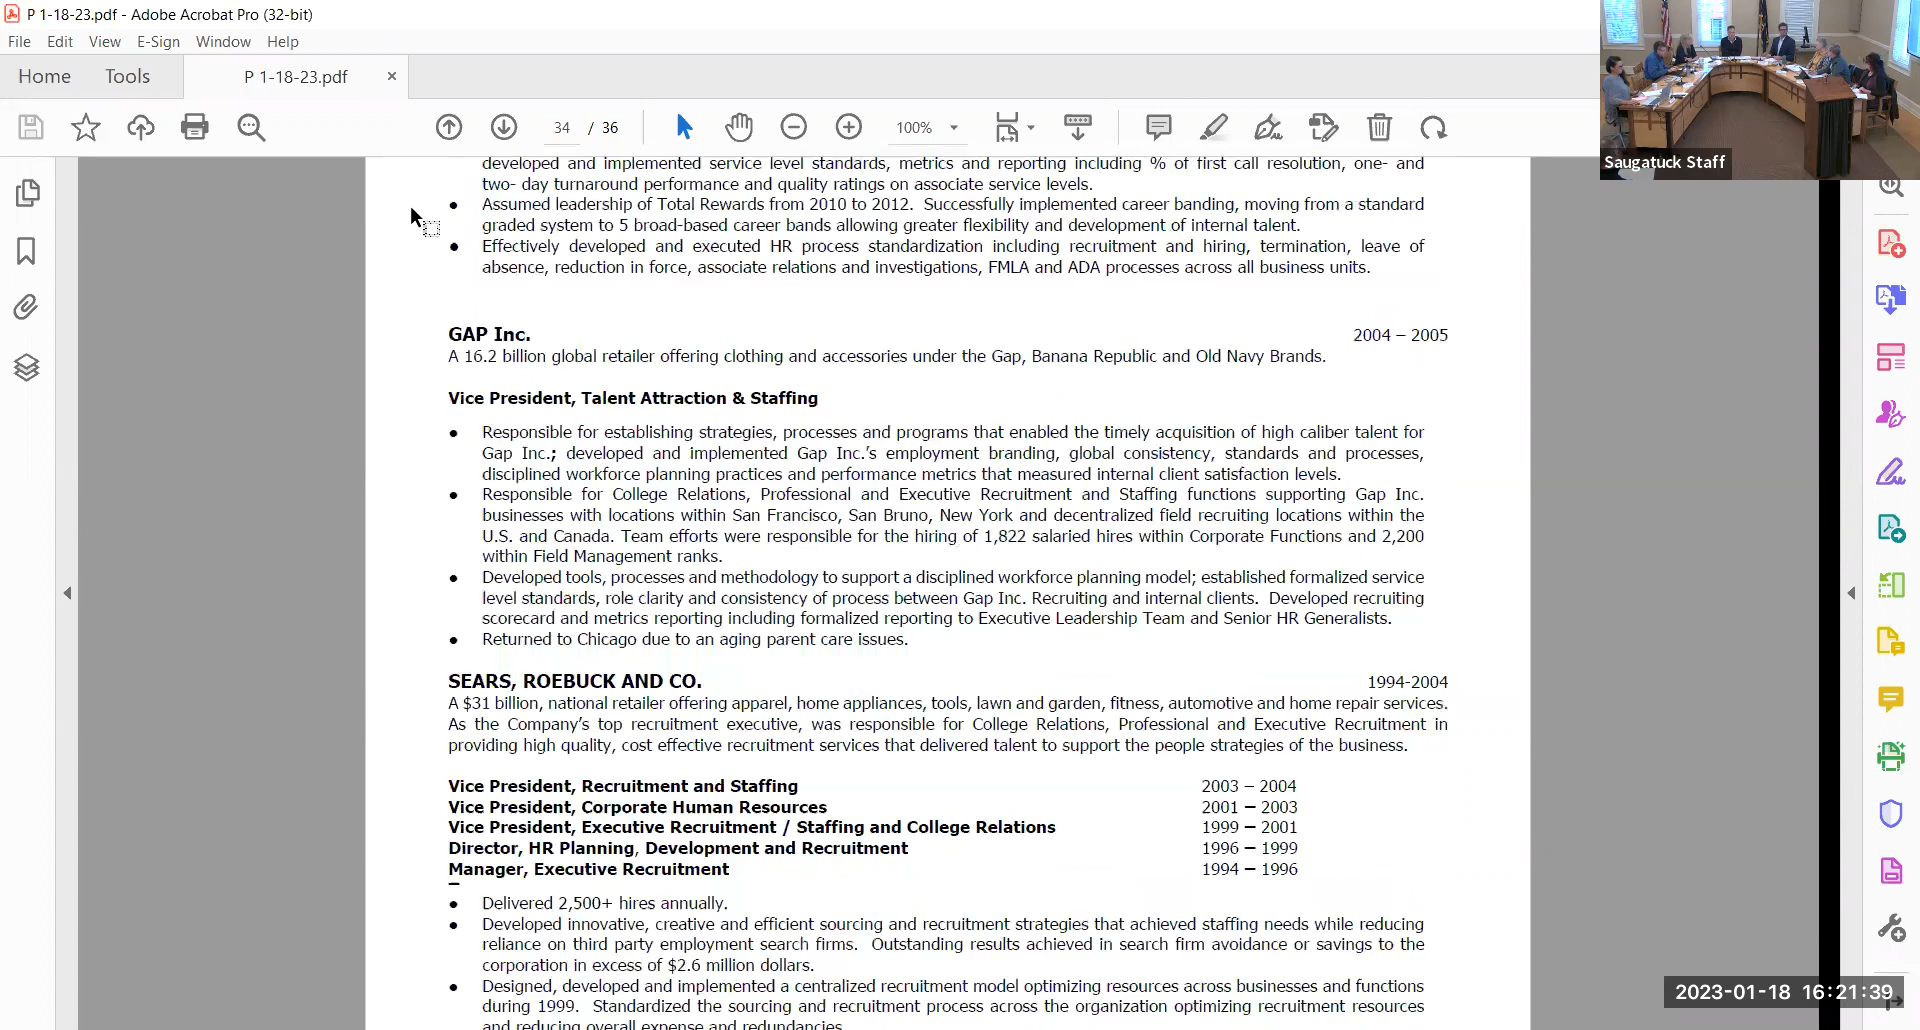 P 1-18-23.pdf - Adobe Acrobat Pro (32-bit)
File Edit View E-Sign Window Help
Home Tools P 1-18-23.pdf ×
34 / 36 100%
Saugatuck Staff
developed and implemented service level standards, metrics and reporting including % of first call resolution, one- and
two- day turnaround performance and quality ratings on associate service levels.
• Assumed leadership of Total Rewards from 2010 to 2012. Successfully implemented career banding, moving from a standard
graded system to 5 broad-based career bands allowing greater flexibility and development of internal talent.
• Effectively developed and executed HR process standardization including recruitment and hiring, termination, leave of
absence, reduction in force, associate relations and investigations, FMLA and ADA processes across all business units.
GAP Inc. 2004 – 2005
A 16.2 billion global retailer offering clothing and accessories under the Gap, Banana Republic and Old Navy Brands.
Vice President, Talent Attraction & Staffing
• Responsible for establishing strategies, processes and programs that enabled the timely acquisition of high caliber talent for
Gap Inc.; developed and implemented Gap Inc.'s employment branding, global consistency, standards and processes,
disciplined workforce planning practices and performance metrics that measured internal client satisfaction levels.
• Responsible for College Relations, Professional and Executive Recruitment and Staffing functions supporting Gap Inc.
businesses with locations within San Francisco, San Bruno, New York and decentralized field recruiting locations within the
U.S. and Canada. Team efforts were responsible for the hiring of 1,822 salaried hires within Corporate Functions and 2,200
within Field Management ranks.
• Developed tools, processes and methodology to support a disciplined workforce planning model; established formalized service
level standards, role clarity and consistency of process between Gap Inc. Recruiting and internal clients. Developed recruiting
scorecard and metrics reporting including formalized reporting to Executive Leadership Team and Senior HR Generalists.
• Returned to Chicago due to an aging parent care issues.
SEARS, ROEBUCK AND CO. 1994-2004
A $31 billion, national retailer offering apparel, home appliances, tools, lawn and garden, fitness, automotive and home repair services.
As the Company's top recruitment executive, was responsible for College Relations, Professional and Executive Recruitment in
providing high quality, cost effective recruitment services that delivered talent to support the people strategies of the business.
Vice President, Recruitment and Staffing 2003 – 2004
Vice President, Corporate Human Resources 2001 – 2003
Vice President, Executive Recruitment / Staffing and College Relations 1999 – 2001
Director, HR Planning, Development and Recruitment 1996 – 1999
Manager, Executive Recruitment 1994 – 1996
• Delivered 2,500+ hires annually.
• Developed innovative, creative and efficient sourcing and recruitment strategies that achieved staffing needs while reducing
reliance on third party employment search firms. Outstanding results achieved in search firm avoidance or savings to the
corporation in excess of $2.6 million dollars.
• Designed, developed and implemented a centralized recruitment model optimizing resources across businesses and functions
during 1999. Standardized the sourcing and recruitment process across the organization optimizing recruitment resources
and reducing overall expense and redundancies.
2023-01-18 16:21:39